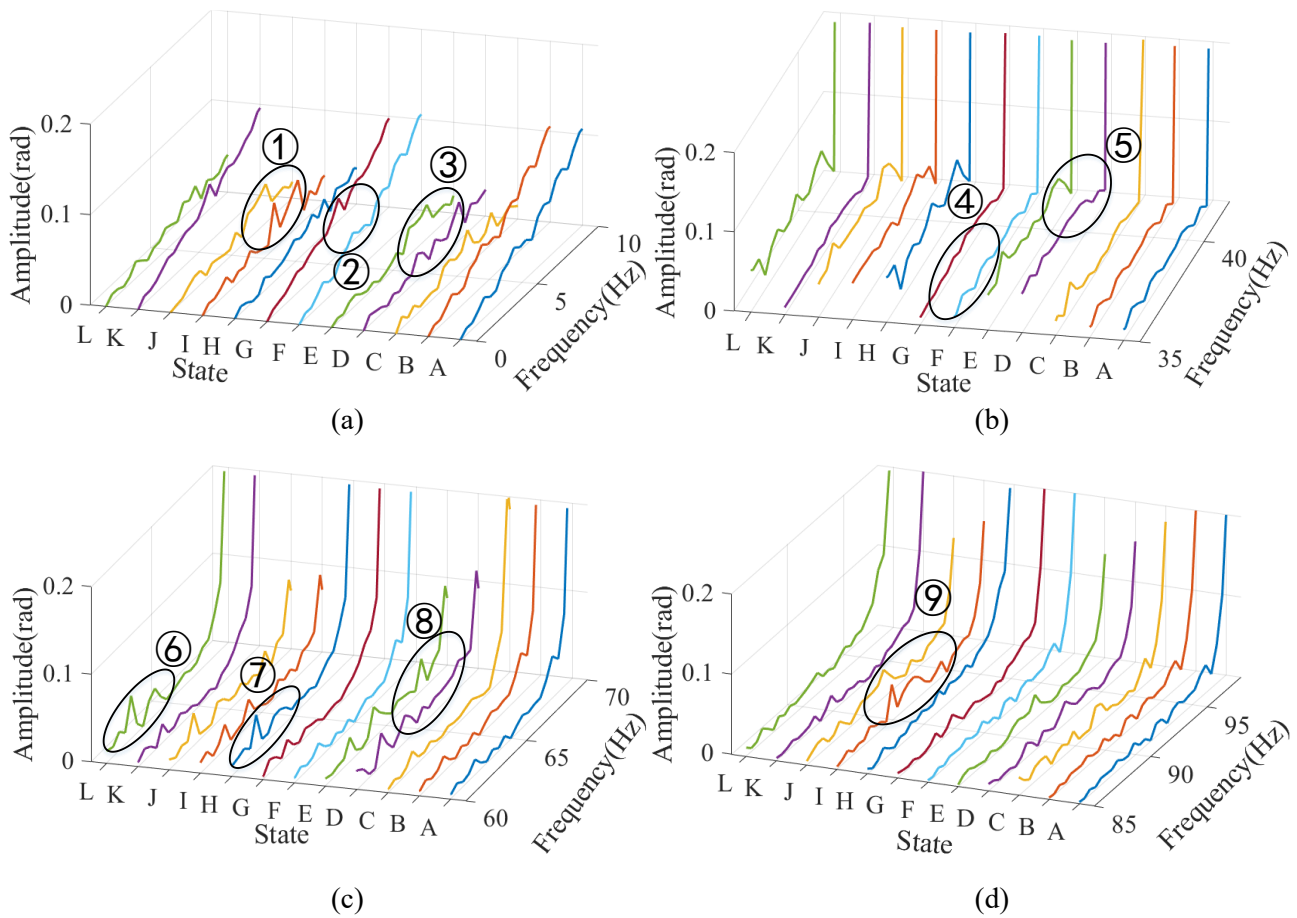 0.2
0.1
0
Amplitude(rad)
①
②
③
10
5
0
Frequency(Hz)
L K J I H G F E D C B A
State
(a)
0.2
0.1
0
Amplitude(rad)
④
⑤
40
35
Frequency(Hz)
L K J I H G F E D C B A
State
(b)
0.2
0.1
0
Amplitude(rad)
⑥
⑦
⑧
70
65
60
Frequency(Hz)
L K J I H G F E D C B A
State
(c)
0.2
0.1
0
Amplitude(rad)
⑨
95
90
85
Frequency(Hz)
L K J I H G F E D C B A
State
(d)